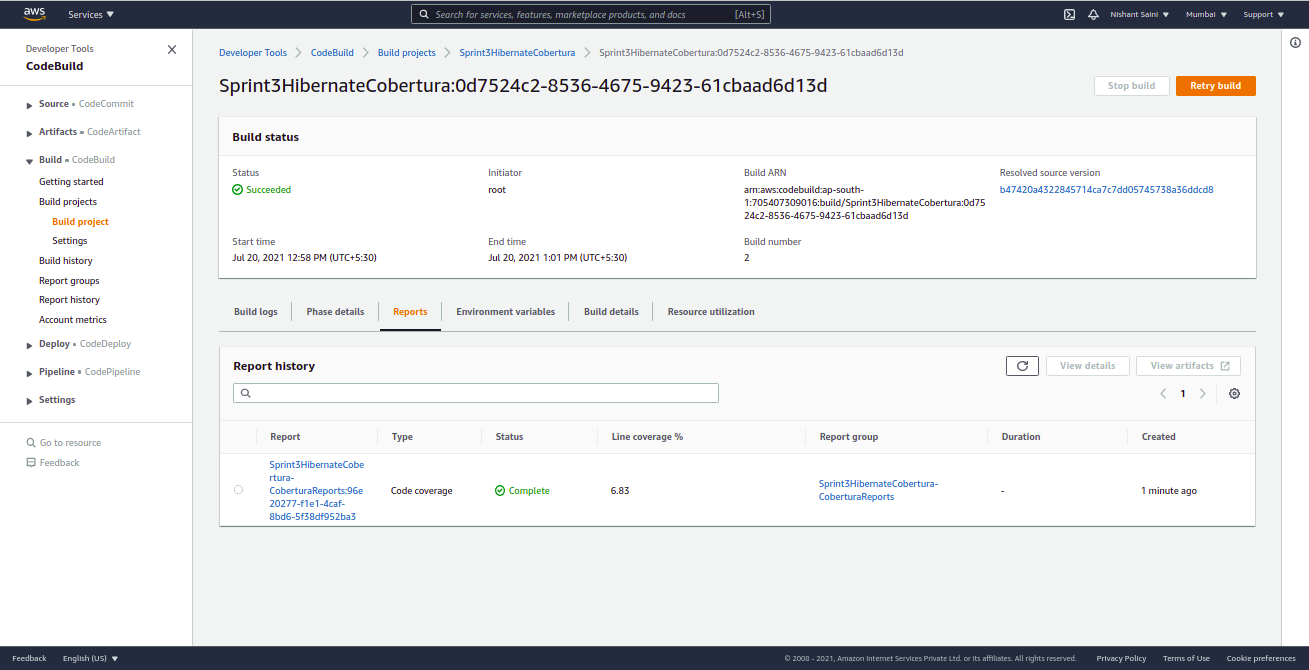 aws
Services
Search for services, features, marketplace products, and docs [Alt+S]
Nishant Saini
Mumbai
Support
Developer Tools
CodeBuild
Source • CodeCommit
Artifacts • CodeArtifact
Build • CodeBuild
Getting started
Build projects
Build project
Settings
Build history
Report groups
Report history
Account metrics
Deploy • CodeDeploy
Pipeline • CodePipeline
Settings
Go to resource
Feedback
Developer Tools > CodeBuild > Build projects > Sprint3HibernateCobertura > Sprint3HibernateCobertura:0d7524c2-8536-4675-9423-61cbaad6d13d
Sprint3HibernateCobertura:0d7524c2-8536-4675-9423-61cbaad6d13d
Stop build
Retry build
Build status
Status
Succeeded
Initiator
root
Build ARN
arn:aws:codebuild:ap-south-
1:705407309016:build/Sprint3HibernateCobertura:0d75
24c2-8536-4675-9423-61cbaad6d13d
Resolved source version
b47420a4322845714ca7c7dd05745738a36ddcd8
Start time
Jul 20, 2021 12:58 PM (UTC+5:30)
End time
Jul 20, 2021 1:01 PM (UTC+5:30)
Build number
2
Build logs
Phase details
Reports
Environment variables
Build details
Resource utilization
Report history
View details
View artifacts
1
Report
Type
Status
Line coverage %
Report group
Duration
Created
Sprint3HibernateCobe
rtura-
CoberturaReports:96e
20277-f1e1-4caf-
8bd6-5f38df952ba3
Code coverage
Complete
6.83
Sprint3HibernateCobertura-
CoberturaReports
-
1 minute ago
Feedback
English (US)
© 2008 - 2021, Amazon Internet Services Private Ltd. or its affiliates. All rights reserved.
Privacy Policy
Terms of Use
Cookie preferences